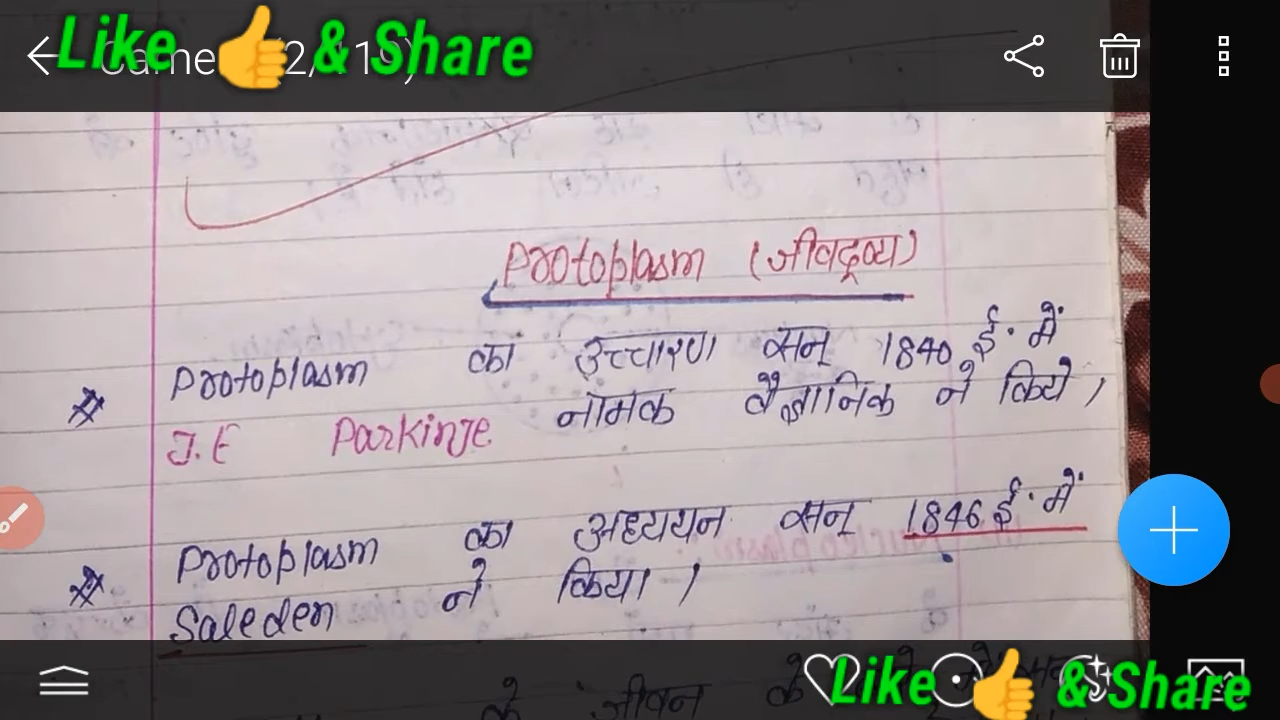 Like 👍 & Share
Protoplasm (जीवद्रव्य)
Protoplasm का उच्चारण सन् 1840 ई. में
J.E Parkinje नामक वैज्ञानिक ने किये।
Protoplasm का अध्ययन सन् 1846 ई. में
Saleden ने किया।
के जीवन के
Like 👍 & Share